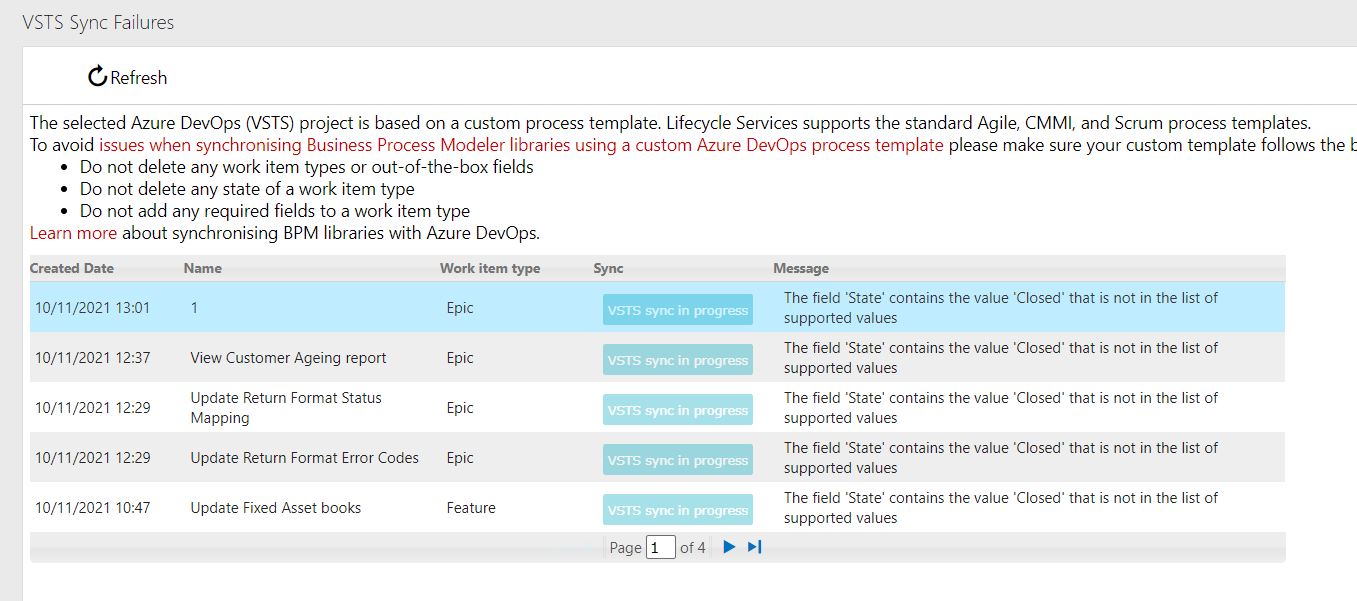 VSTS Sync Failures
Refresh
The selected Azure DevOps (VSTS) project is based on a custom process template. Lifecycle Services supports the standard Agile, CMMI, and Scrum process templates.
To avoid issues when synchronising Business Process Modeler libraries using a custom Azure DevOps process template please make sure your custom template follows the b
• Do not delete any work item types or out-of-the-box fields
• Do not delete any state of a work item type
• Do not add any required fields to a work item type
Learn more about synchronising BPM libraries with Azure DevOps.
Created Date Name Work item type Sync Message
10/11/2021 13:01 1 Epic VSTS sync in progress The field 'State' contains the value 'Closed' that is not in the list of
supported values
10/11/2021 12:37 View Customer Ageing report Epic VSTS sync in progress The field 'State' contains the value 'Closed' that is not in the list of
supported values
10/11/2021 12:29 Update Return Format Status
Mapping Epic VSTS sync in progress The field 'State' contains the value 'Closed' that is not in the list of
supported values
10/11/2021 12:29 Update Return Format Error Codes Epic VSTS sync in progress The field 'State' contains the value 'Closed' that is not in the list of
supported values
10/11/2021 10:47 Update Fixed Asset books Feature VSTS sync in progress The field 'State' contains the value 'Closed' that is not in the list of
supported values
Page 1 of 4